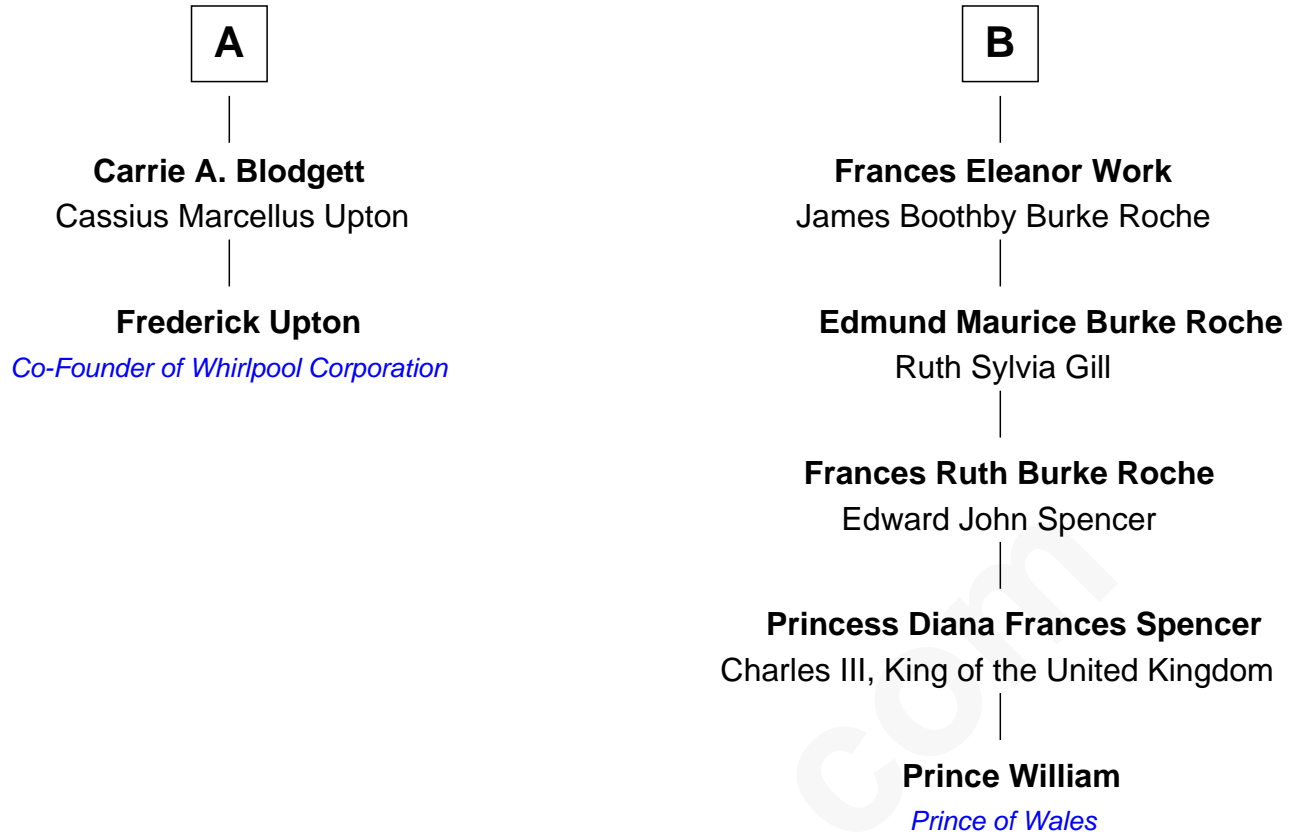 A
Carrie A. Blodgett
Cassius Marcellus Upton
Frederick Upton
Co-Founder of Whirlpool Corporation
B
Frances Eleanor Work
James Boothby Burke Roche
Edmund Maurice Burke Roche
Ruth Sylvia Gill
Frances Ruth Burke Roche
Edward John Spencer
Princess Diana Frances Spencer
Charles III, King of the United Kingdom
Prince William
Prince of Wales
com